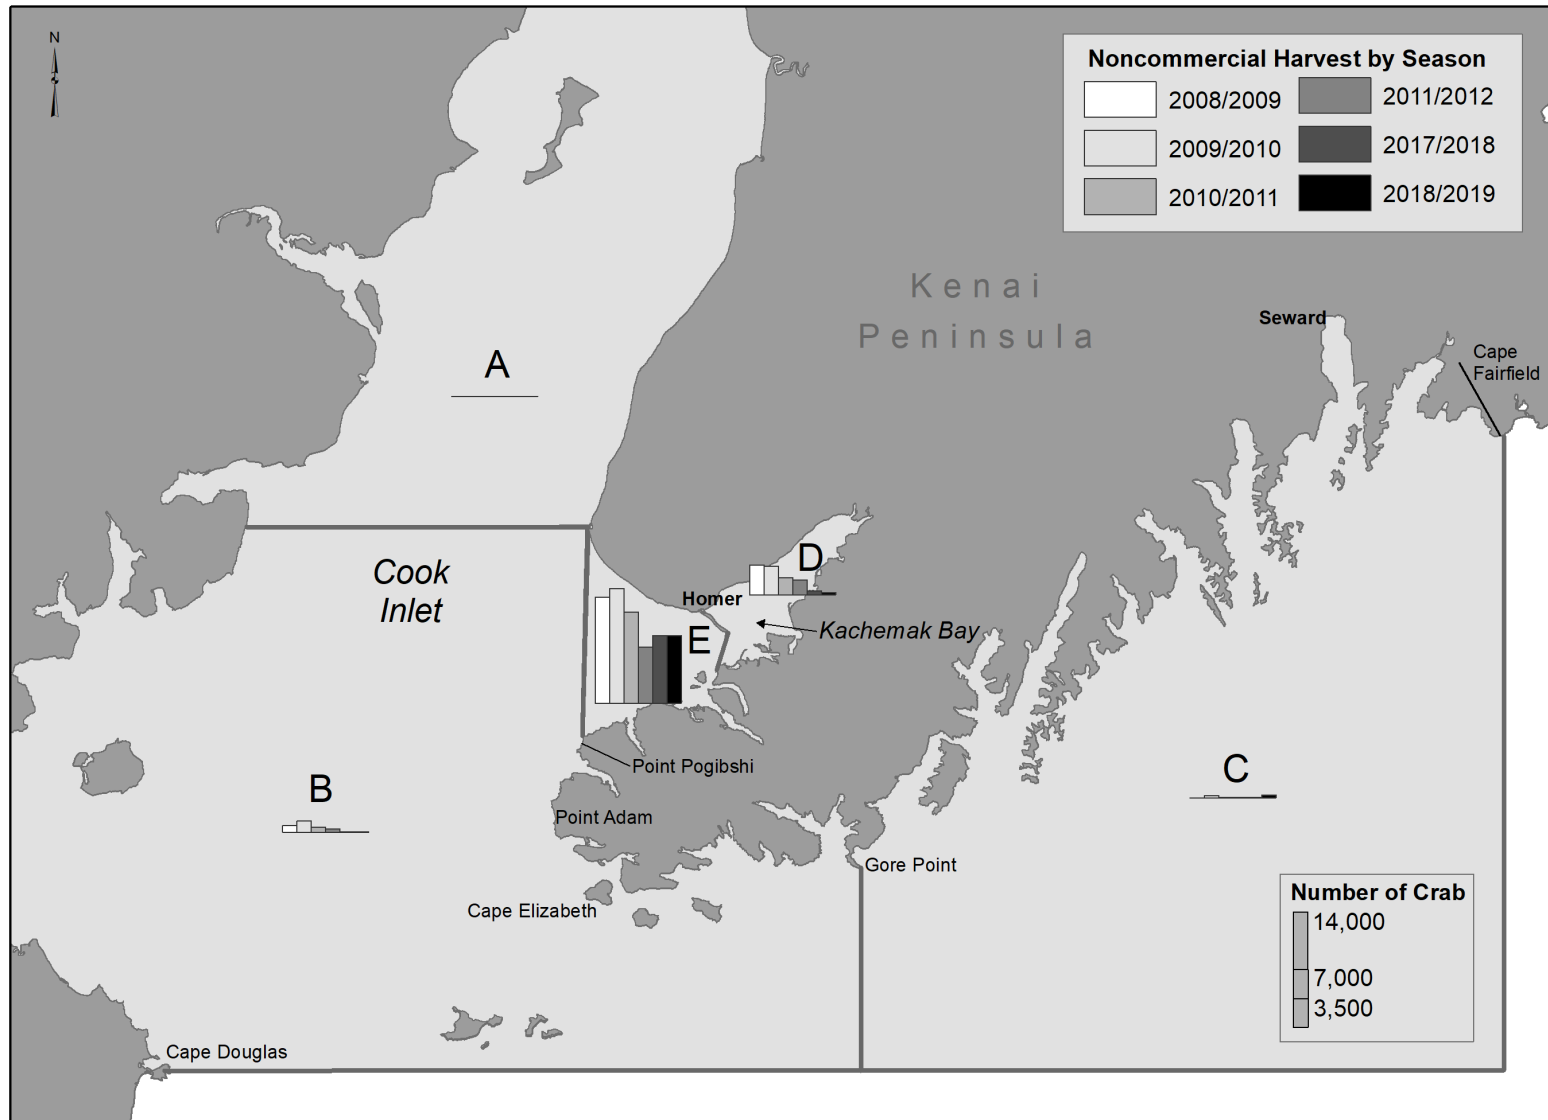 N
Noncommercial Harvest by Season
2008/2009
2011/2012
2009/2010
2017/2018
2010/2011
2018/2019
Kenai
Peninsula
Seward
Cape
Fairfield
A
Cook
Inlet
D
Homer
Kachemak Bay
E
Point Pogibshi
B
C
Point Adam
Gore Point
Cape Elizabeth
Number of Crab
14,000
7,000
3,500
Cape Douglas